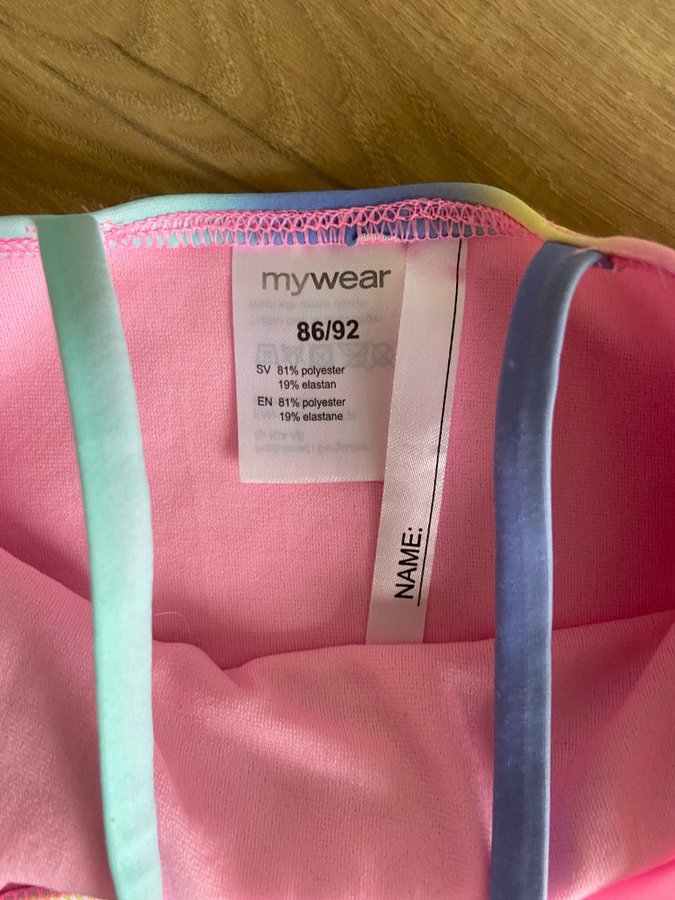 mywear
86/92
SV 81% polyester
19% elastan
EN 81% polyester
19% elastane
NAME: